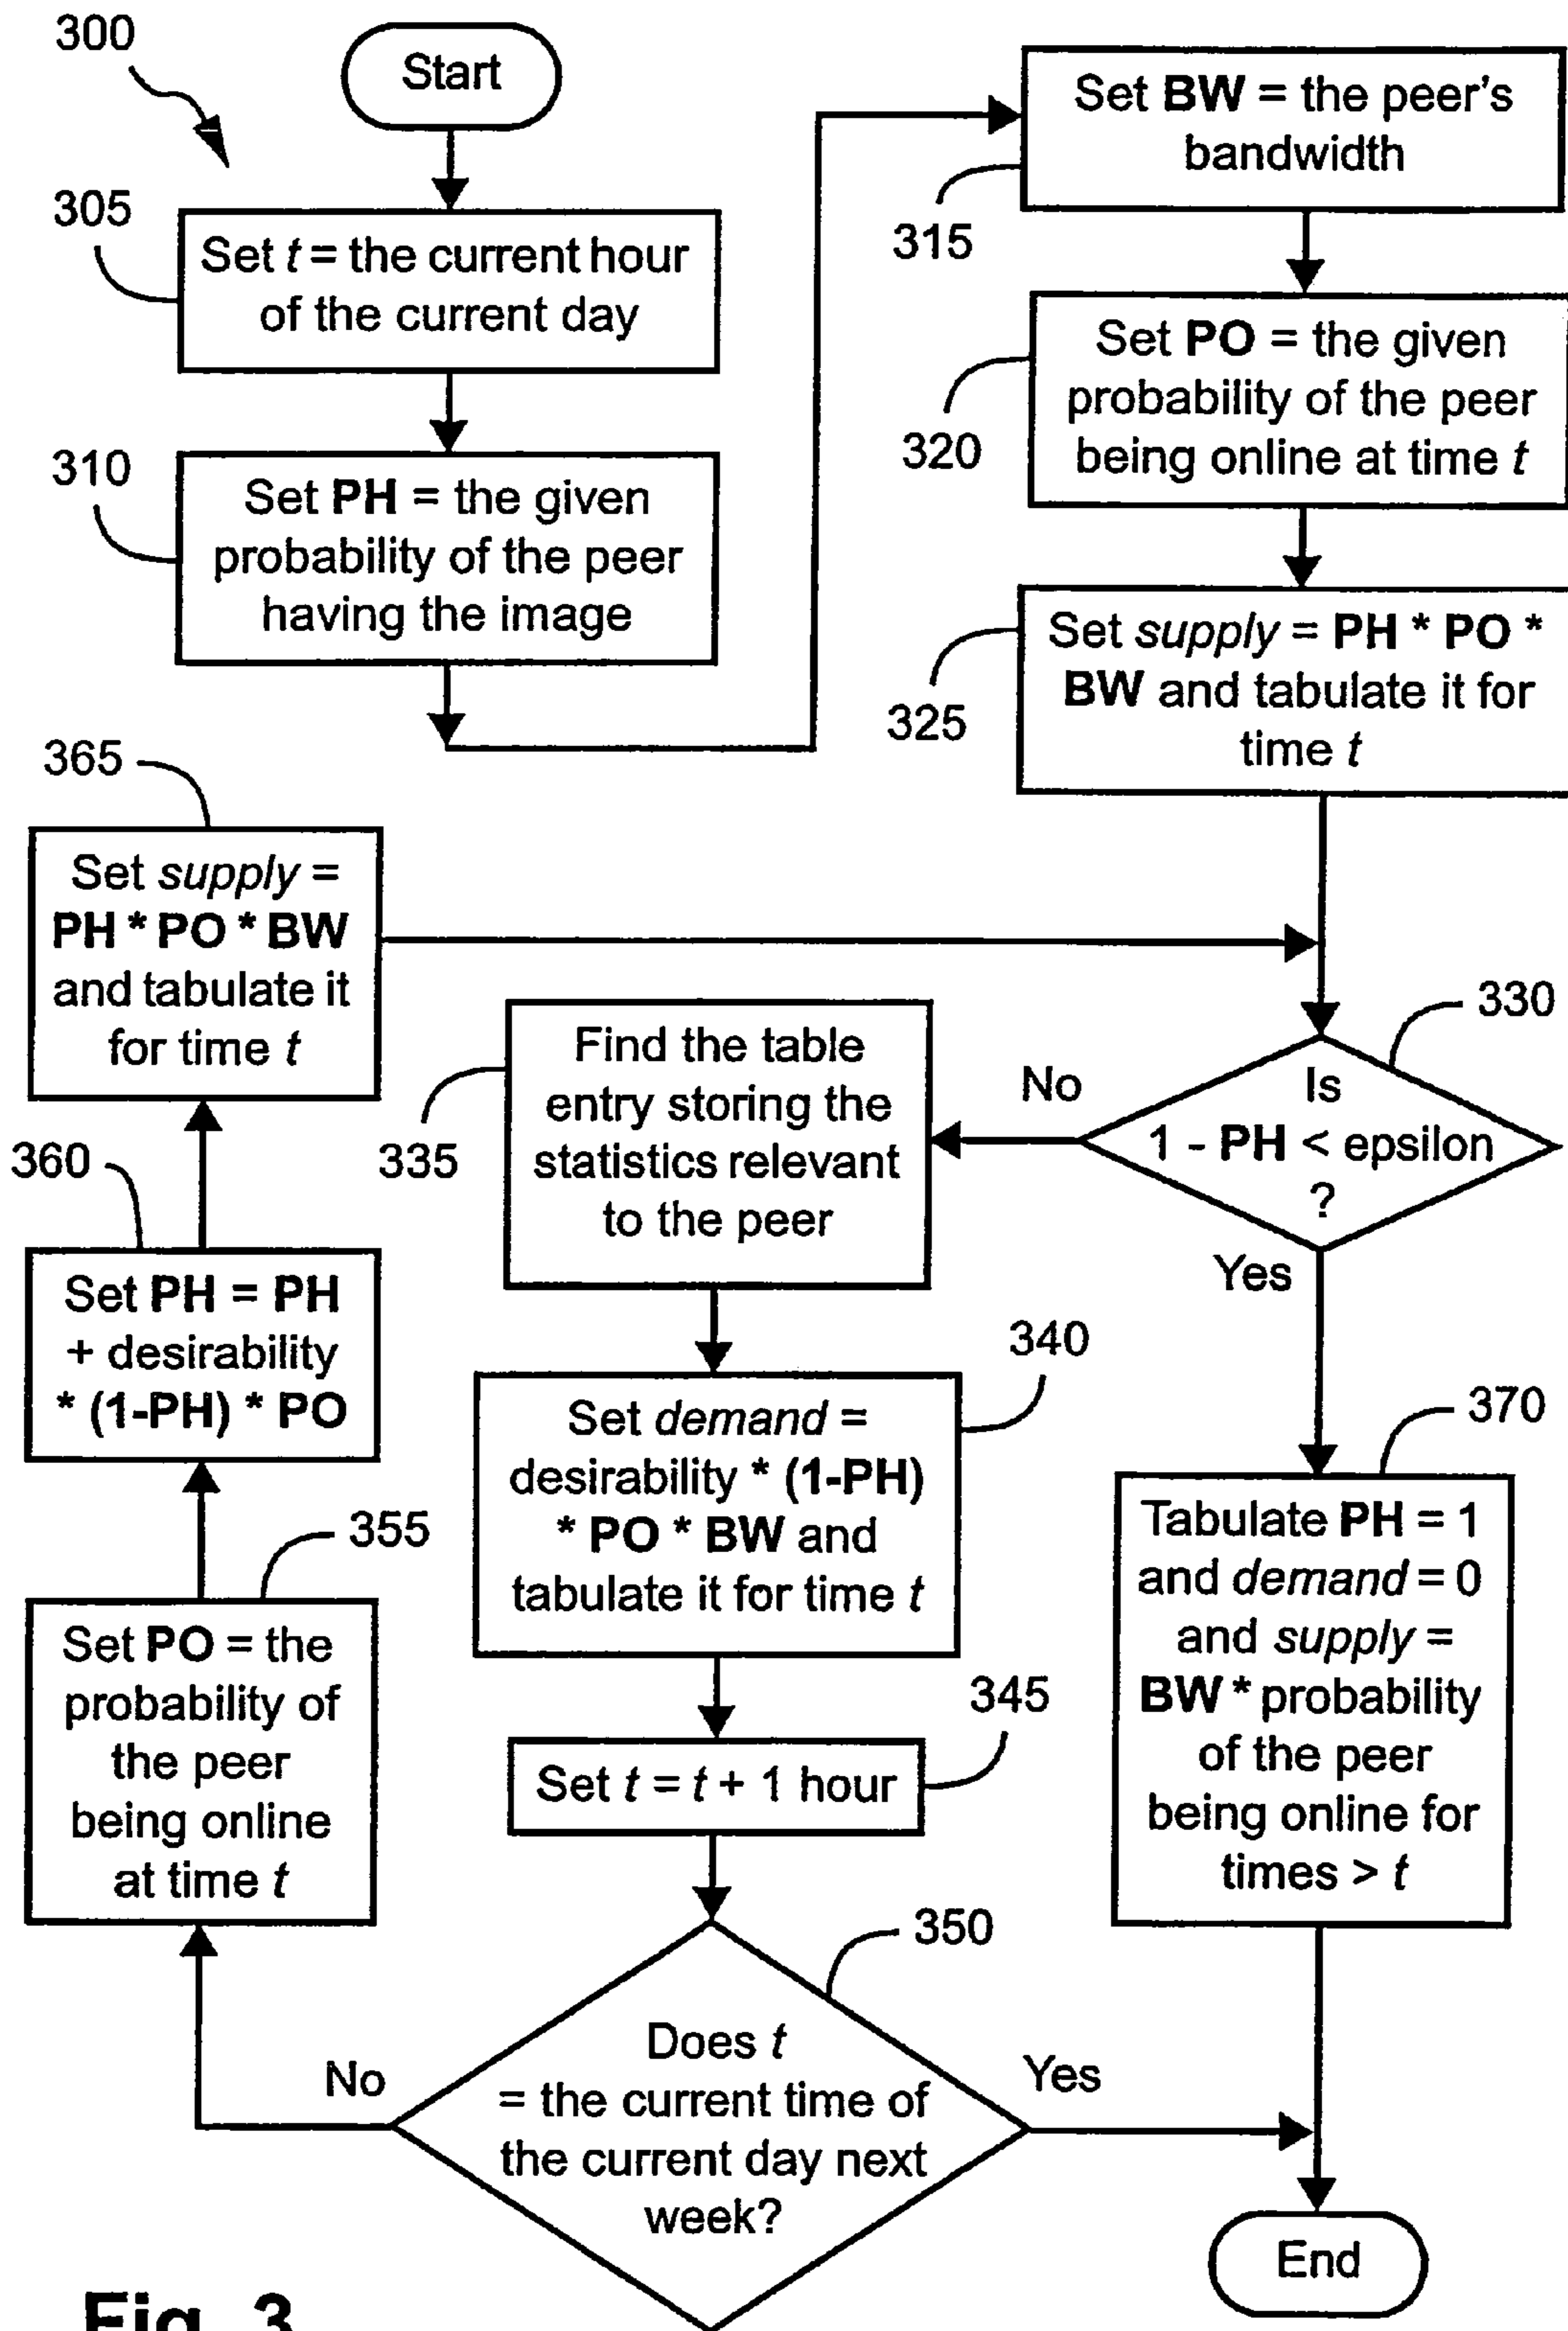 300
Start
305
Set t = the current hour
of the current day
310
Set PH = the given
probability of the peer
having the image
Set BW = the peer's
bandwidth
315
Set PO = the given
probability of the peer
being online at time t
320
Set supply = PH * PO *
BW and tabulate it for
time t
325
330
Is
1 - PH < epsilon
?
No
Yes
335
Find the table
entry storing the
statistics relevant
to the peer
340
Set demand =
desirability * (1-PH)
* PO * BW and
tabulate it for time t
345
Set t = t + 1 hour
350
Does t
= the current time of
the current day next
week?
No
Yes
355
Set PO = the
probability of
the peer
being online
at time t
360
Set PH = PH
+ desirability
* (1-PH) * PO
365
Set supply =
PH * PO * BW
and tabulate it
for time t
370
Tabulate PH = 1
and demand = 0
and supply =
BW * probability
of the peer
being online for
times > t
End
Fig. 3